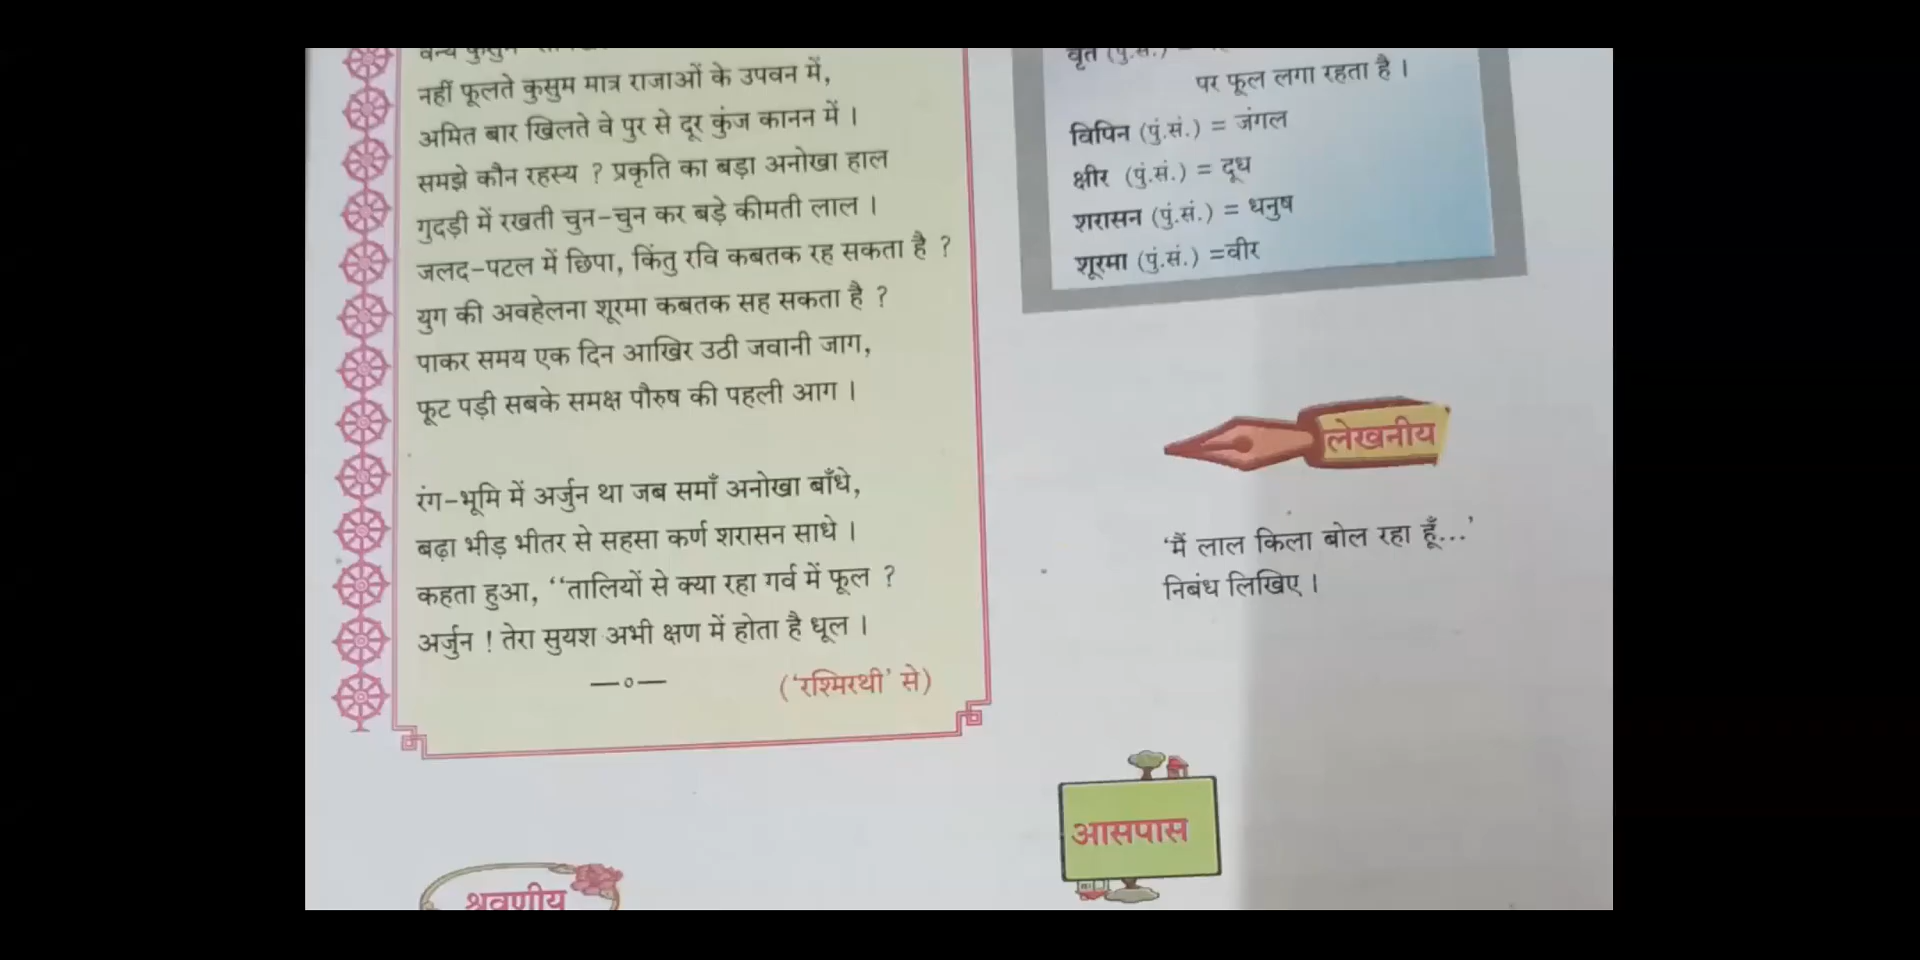 नहीं फूलते कुसुम मात्र राजाओं के उपवन में,
अमित बार खिलते वे पुर से दूर कुंज कानन में ।
समझे कौन रहस्य ? प्रकृति का बड़ा अनोखा हाल
गुदड़ी में रखती चुन-चुन कर बड़े कीमती लाल ।
जलद-पटल में छिपा, किंतु रवि कबतक रह सकता है ?
युग की अवहेलना शूरमा कबतक सह सकता है ?
पाकर समय एक दिन आखिर उठी जवानी जाग,
फूट पड़ी सबके समक्ष पौरुष की पहली आग ।
रंग-भूमि में अर्जुन था जब समाँ अनोखा बाँधे,
बढ़ा भीड़ भीतर से सहसा कर्ण शरासन साधे ।
कहता हुआ, ‘‘तालियों से क्या रहा गर्व में फूल ?
अर्जुन ! तेरा सुयश अभी क्षण में होता है धूल ।
—०—
(‘रश्मिरथी’ से)
श्रवणीय
वृंत (पुं.सं.) =
पर फूल लगा रहता है ।
विपिन (पुं.सं.) = जंगल
क्षीर (पुं.सं.) = दूध
शरासन (पुं.सं.) = धनुष
शूरमा (पुं.सं.) =वीर
लेखनीय
‘मैं लाल किला बोल रहा हूँ...’
निबंध लिखिए ।
आसपास